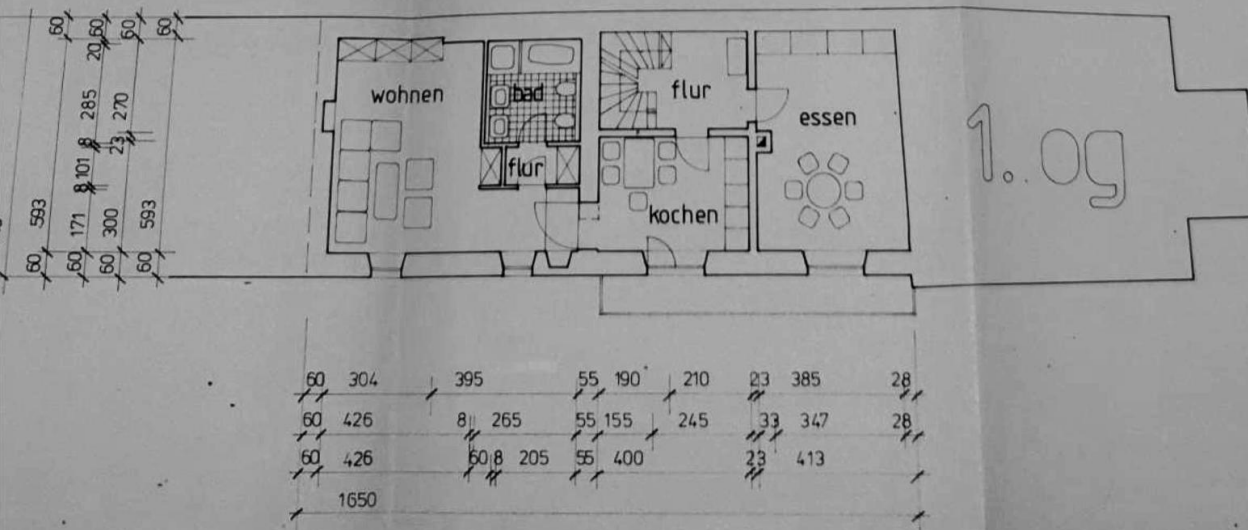 60 60 60 60
20
285 270
8 23
101
8
593 171 300 593
60 60 60 60
wohnen
bad
flur
flur
kochen
essen
1. og
60 304 395 55 190 210 23 385 28
60 426 8 265 55 155 245 33 347 28
60 426 60 8 205 55 400 23 413
1650